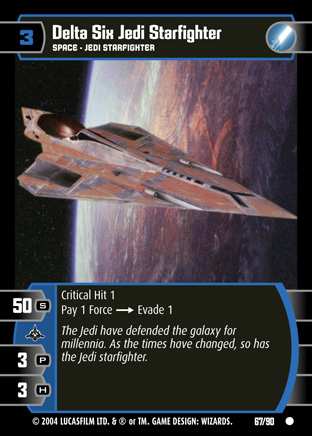 3 Delta Six Jedi Starfighter
SPACE - JEDI STARFIGHTER
50 S
3 P
3 H
Critical Hit 1
Pay 1 Force → Evade 1
The Jedi have defended the galaxy for
millennia. As the times have changed, so has
the Jedi starfighter.
© 2004 LUCASFILM LTD. & ® or TM. GAME DESIGN: WIZARDS. 67/90